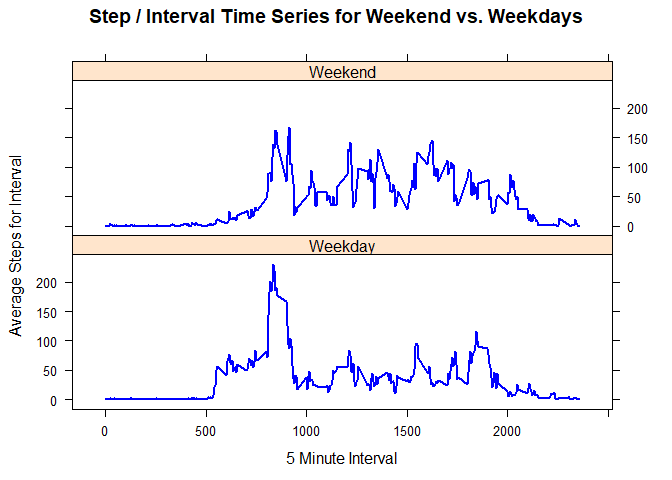 Step / Interval Time Series for Weekend vs. Weekdays
Weekend
200
150
100
50
0
Weekday
200
150
100
50
0
Average Steps for Interval
0 500 1000 1500 2000
5 Minute Interval